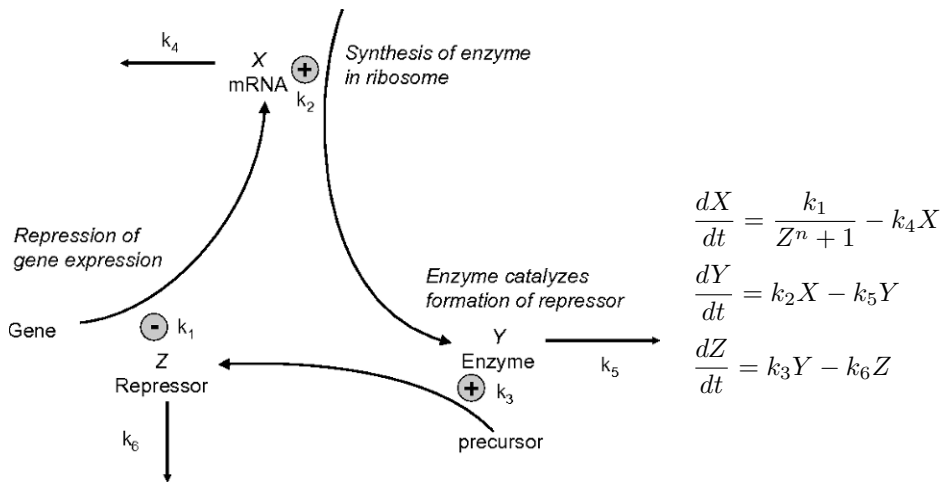 k₄
X
mRNA
+
k₂
Synthesis of enzyme
in ribosome
Repression of
gene expression
Gene
-
k₁
Z
Repressor
k₆
Enzyme catalyzes
formation of repressor
Y
Enzyme
+
k₃
k₅
precursor
dX/dt = k₁/(Zⁿ + 1) − k₄X
dY/dt = k₂X − k₅Y
dZ/dt = k₃Y − k₆Z